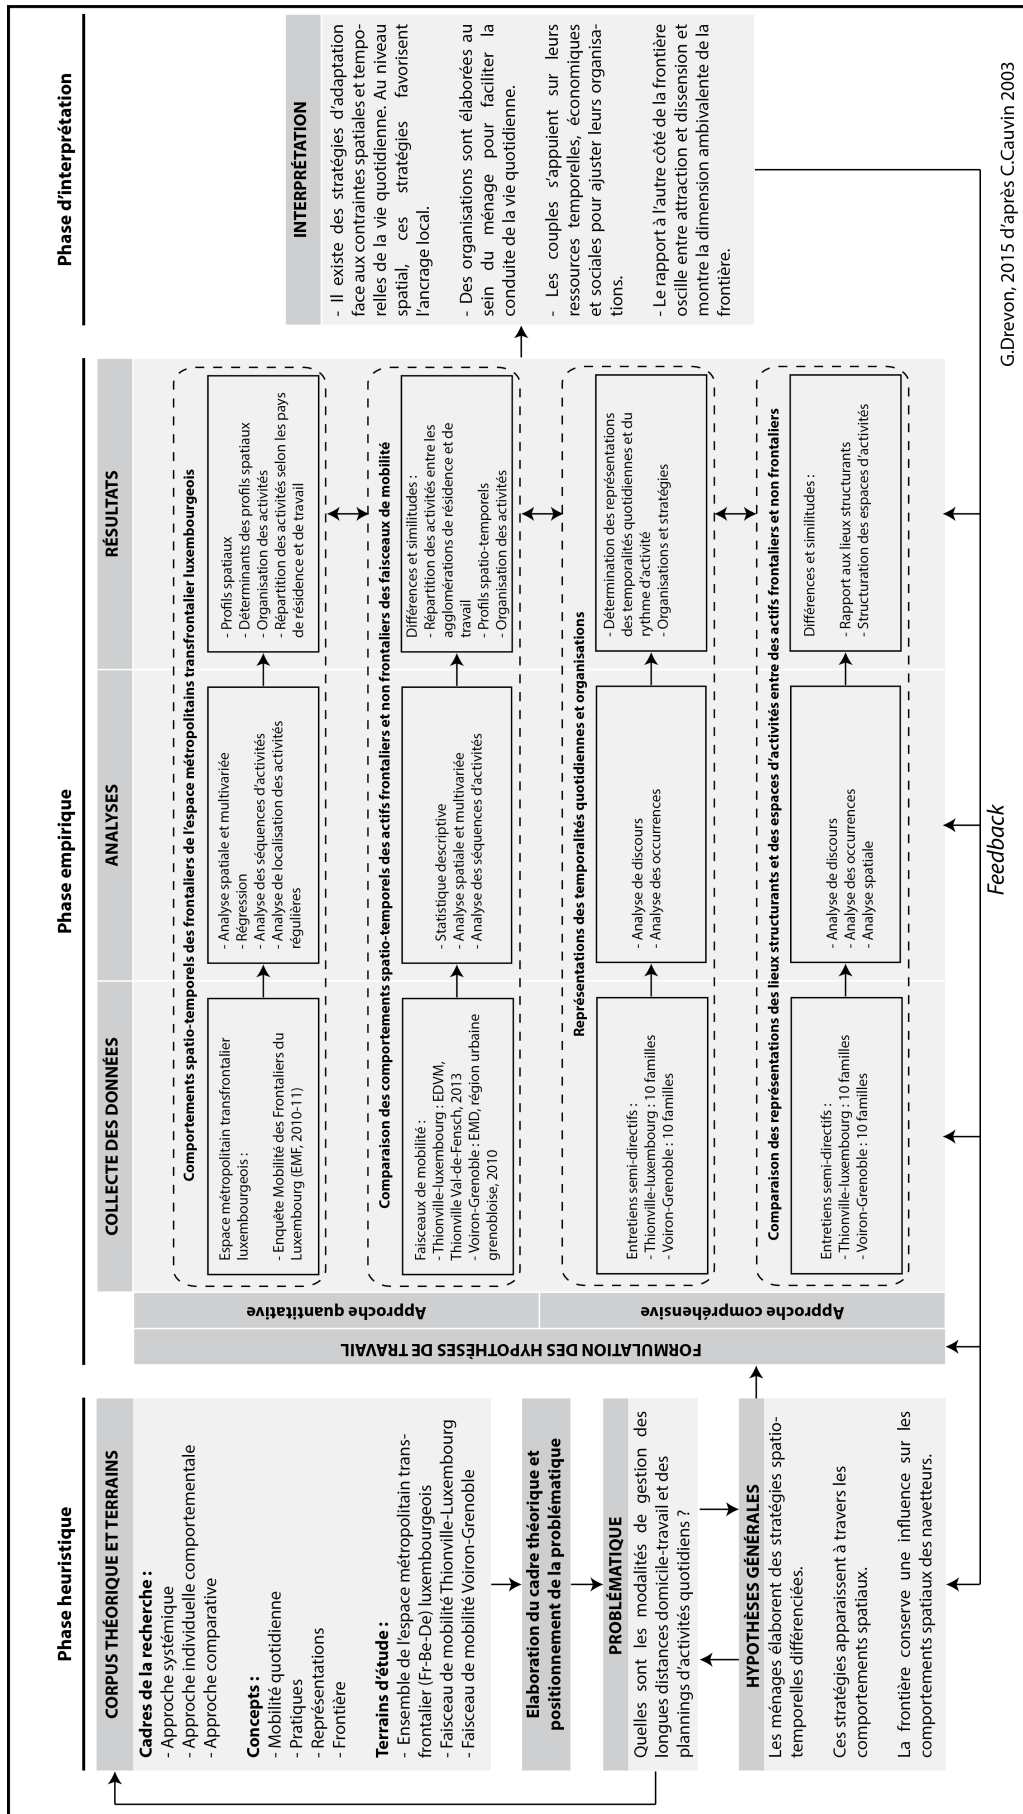 Phase heuristique
CORPUS THÉORIQUE ET TERRAINS
Cadres de la recherche :
- Approche systémique
- Approche individuelle comportementale
- Approche comparative
Concepts :
- Mobilité quotidienne
- Pratiques
- Représentations
- Frontière
Terrains d'étude :
- Ensemble de l'espace métropolitain trans-
frontalier (Fr-Be-De) luxembourgeois
- Faisceau de mobilité Thionville-Luxembourg
- Faisceau de mobilité Voiron-Grenoble
Elaboration du cadre théorique et
positionnement de la problématique
PROBLÉMATIQUE
Quelles sont les modalités de gestion des
longues distances domicile-travail et des
plannings d'activités quotidiens ?
HYPOTHÈSES GÉNÉRALES
Les ménages élaborent des stratégies spatio-
temporelles différenciées.
Ces stratégies apparaissent à travers les
comportements spatiaux.
La frontière conserve une influence sur les
comportements spatiaux des navetteurs.
Phase empirique
FORMULATION DES HYPOTHÈSES DE TRAVAIL
Approche quantitative
Approche compréhensive
COLLECTE DES DONNÉES
ANALYSES
RÉSULTATS
Comportements spatio-temporels des frontaliers de l'espace métropolitains transfrontalier luxembourgeois
Espace métropolitain transfrontalier
luxembourgeois :
- Enquête Mobilité des Frontaliers du
Luxembourg (EMF, 2010-11)
- Analyse spatiale et multivariée
- Régression
- Analyse des séquences d'activités
- Analyse de localisation des activités
régulières
- Profils spatiaux
- Déterminants des profils spatiaux
- Organisation des activités
- Répartition des activités selon les pays
de résidence et de travail
Comparaison des comportements spatio-temporels des actifs frontaliers et non frontaliers des faisceaux de mobilité
Faisceaux de mobilité :
- Thionville-luxembourg : EDVM,
Thionville Val-de-Fensch, 2013
- Voiron-Grenoble : EMD, région urbaine
grenobloise, 2010
- Statistique descriptive
- Analyse spatiale et multivariée
- Analyse des séquences d'activités
Différences et similitudes :
- Répartition des activités entre les
agglomérations de résidence et de
travail
- Profils spatio-temporels
- Organisation des activités
Représentations des temporalités quotidiennes et organisations
Entretiens semi-directifs :
- Thionville-luxembourg : 10 familles
- Voiron-Grenoble : 10 familles
- Analyse de discours
- Analyse des occurrences
- Détermination des représentations
des temporalités quotidiennes et du
rythme d'activité
- Organisations et stratégies
Comparaison des représentations des lieux structurants et des espaces d'activités entre des actifs frontaliers et non frontaliers
Entretiens semi-directifs :
- Thionville-luxembourg : 10 familles
- Voiron-Grenoble : 10 familles
- Analyse de discours
- Analyse des occurrences
- Analyse spatiale
Différences et similitudes :
- Rapport aux lieux structurants
- Structuration des espaces d'activités
Phase d'interprétation
INTERPRÉTATION
- Il existe des stratégies d'adaptation
face aux contraintes spatiales et tempo-
relles de la vie quotidienne. Au niveau
spatial, ces stratégies favorisent
l'ancrage local.
- Des organisations sont élaborées au
sein du ménage pour faciliter la
conduite de la vie quotidienne.
- Les couples s'appuient sur leurs
ressources temporelles, économiques
et sociales pour ajuster leurs organisa-
tions.
- Le rapport à l'autre côté de la frontière
oscille entre attraction et dissension et
montre la dimension ambivalente de la
frontière.
Feedback
G.Drevon, 2015 d'après C.Cauvin 2003